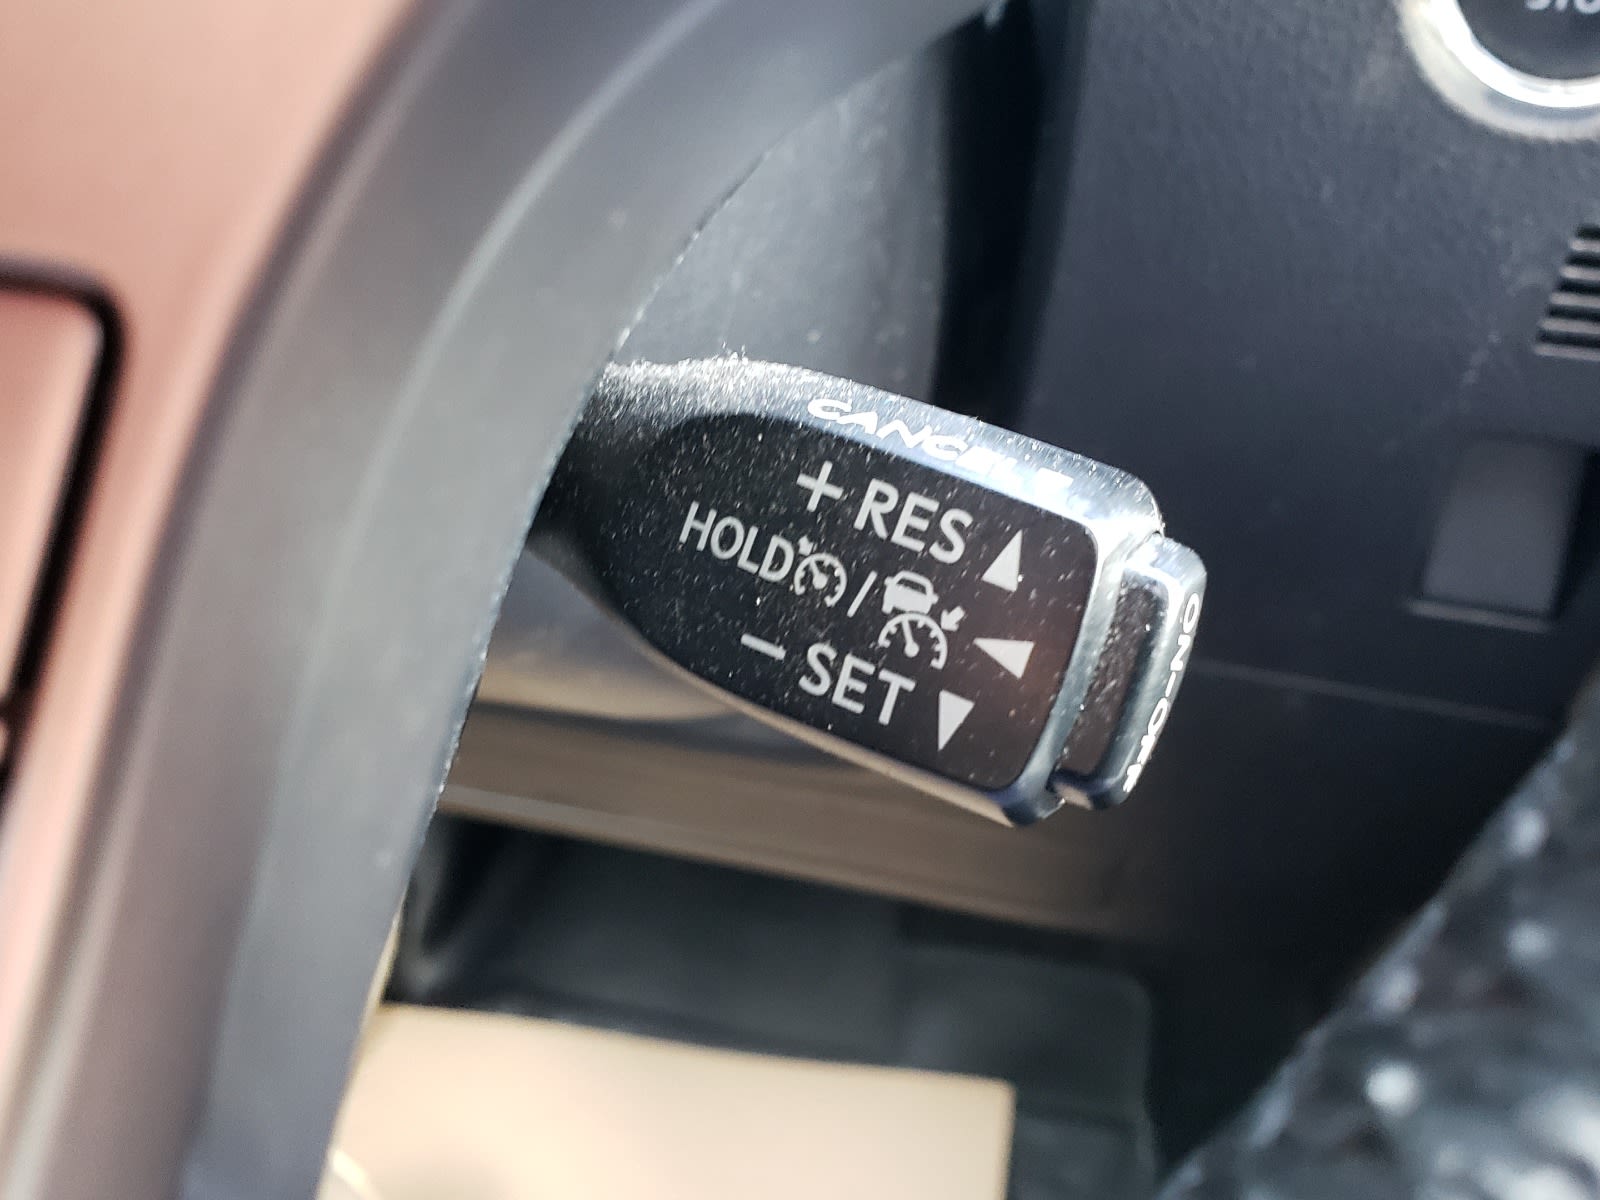 CANCEL
+ RES
HOLD /
− SET
ON-OFF